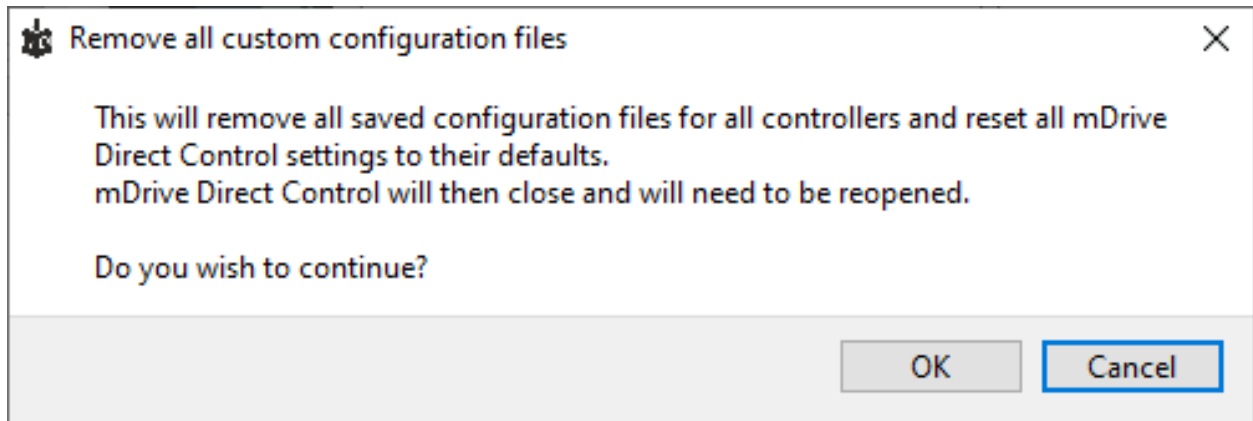 Remove all custom configuration files
This will remove all saved configuration files for all controllers and reset all mDrive
Direct Control settings to their defaults.
mDrive Direct Control will then close and will need to be reopened.
Do you wish to continue?
OK
Cancel